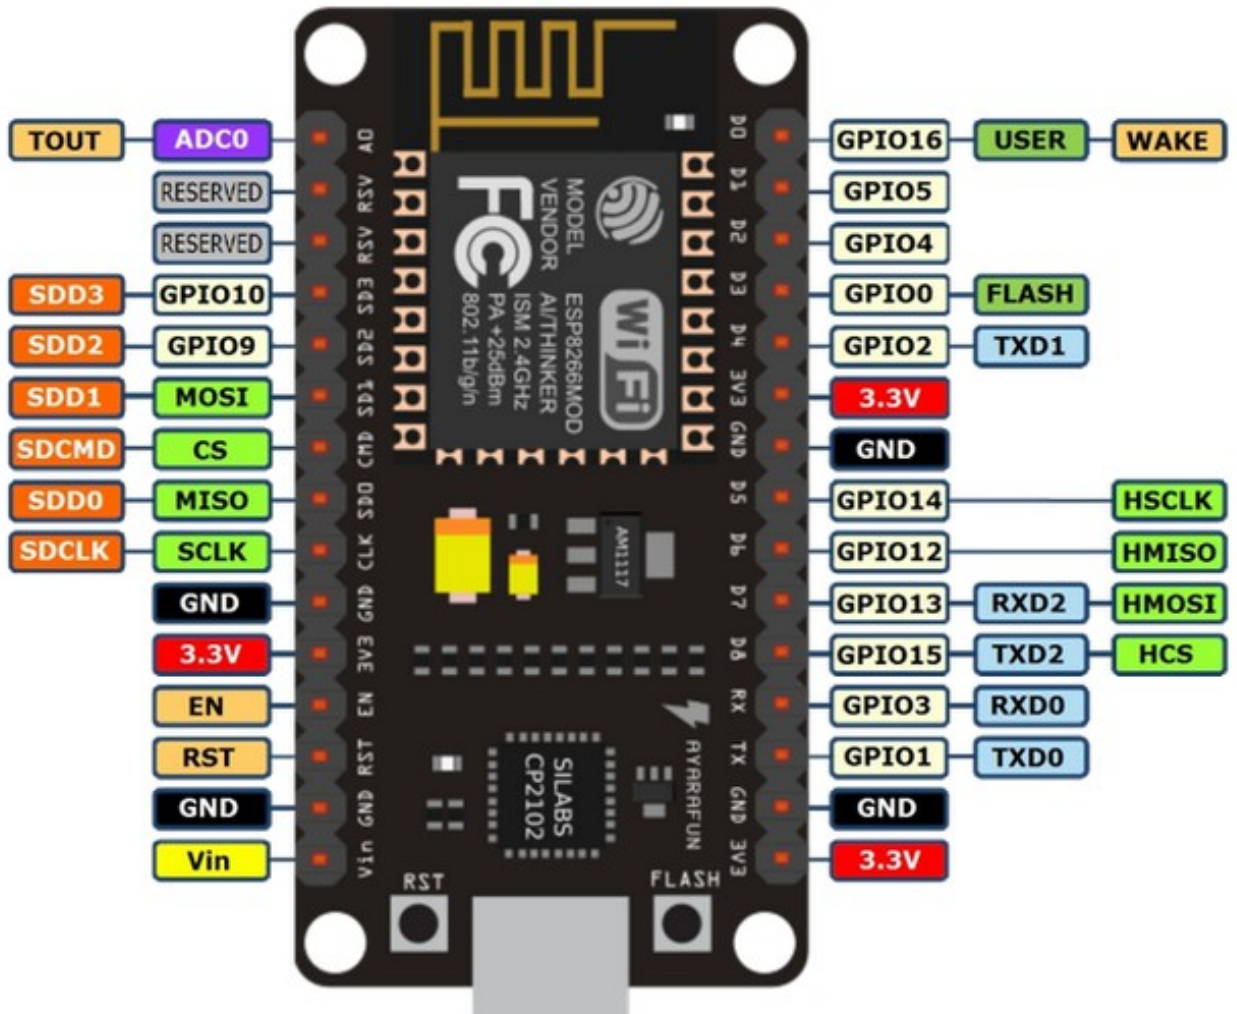 TOUT ADC0 A0 D0 GPIO16 USER WAKE
RESERVED RSV D1 GPIO5
RESERVED RSV D2 GPIO4
SDD3 GPIO10 SD3 D3 GPIO0 FLASH
SDD2 GPIO9 SD2 D4 GPIO2 TXD1
SDD1 MOSI SD1 3V3 3.3V
SDCMD CS CMD GND GND
SDD0 MISO SD0 D5 GPIO14 HSCLK
SDCLK SCLK CLK D6 GPIO12 HMISO
GND GND D7 GPIO13 RXD2 HMOSI
3.3V 3V3 D8 GPIO15 TXD2 HCS
EN EN RX GPIO3 RXD0
RST RST TX GPIO1 TXD0
GND GND GND GND
Vin Vin 3V3 3.3V
MODEL
VENDOR
ESP8266MOD
AI/THINKER
ISM 2.4GHz
PA +25dBm
802.11b/g/n
FC
WiFi
AM1117
SILABS
CP2102
AYARAFUN
RST
FLASH